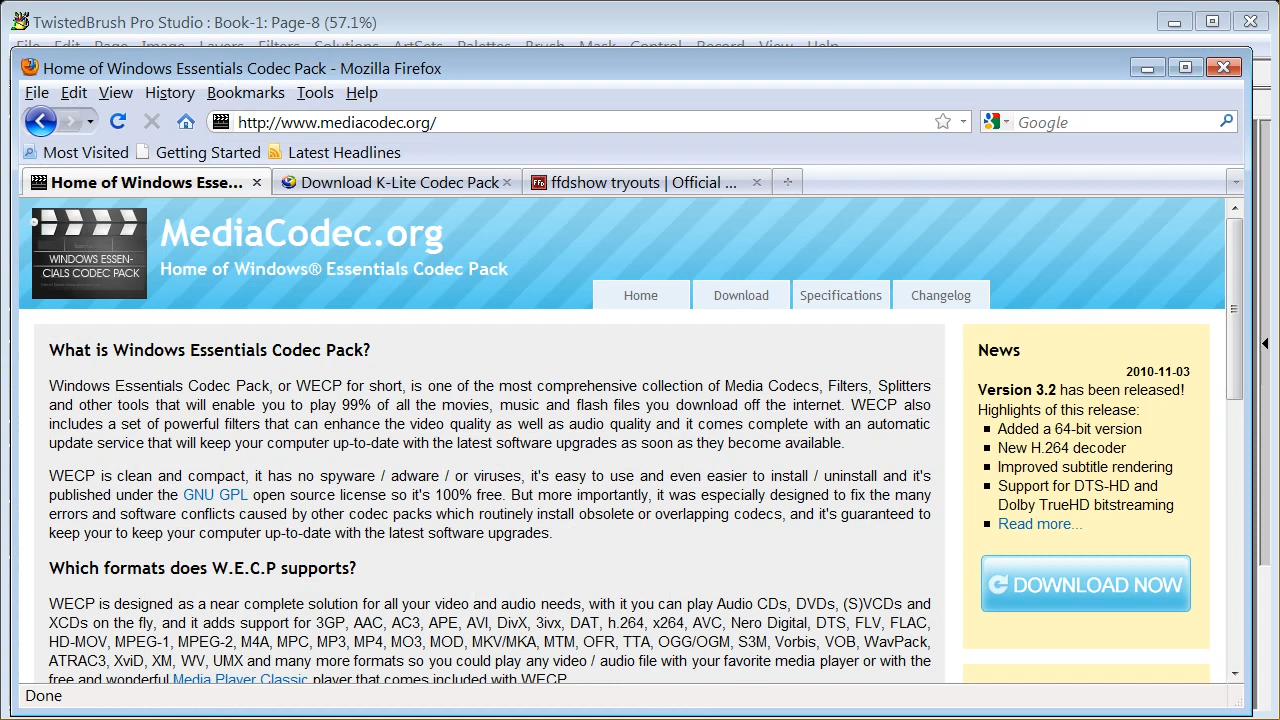 TwistedBrush Pro Studio : Book-1: Page-8 (57.1%)
File Edit Page Image Layers Filters Solutions ArtSets Palettes Brush Mask Control Record View Help
Home of Windows Essentials Codec Pack - Mozilla Firefox
File Edit View History Bookmarks Tools Help
http://www.mediacodec.org/
Google
Most Visited Getting Started Latest Headlines
Home of Windows Esse...
Download K-Lite Codec Pack
ffdshow tryouts | Official ...
WINDOWS ESSEN-
CIALS CODEC PACK
MediaCodec.org
Home of Windows® Essentials Codec Pack
Home Download Specifications Changelog
What is Windows Essentials Codec Pack?
Windows Essentials Codec Pack, or WECP for short, is one of the most comprehensive collection of Media Codecs, Filters, Splitters
and other tools that will enable you to play 99% of all the movies, music and flash files you download off the internet. WECP also
includes a set of powerful filters that can enhance the video quality as well as audio quality and it comes complete with an automatic
update service that will keep your computer up-to-date with the latest software upgrades as soon as they become available.
WECP is clean and compact, it has no spyware / adware / or viruses, it's easy to use and even easier to install / uninstall and it's
published under the GNU GPL open source license so it's 100% free. But more importantly, it was especially designed to fix the many
errors and software conflicts caused by other codec packs which routinely install obsolete or overlapping codecs, and it's guaranteed to
keep your to keep your computer up-to-date with the latest software upgrades.
Which formats does W.E.C.P supports?
WECP is designed as a near complete solution for all your video and audio needs, with it you can play Audio CDs, DVDs, (S)VCDs and
XCDs on the fly, and it adds support for 3GP, AAC, AC3, APE, AVI, DivX, 3ivx, DAT, h.264, x264, AVC, Nero Digital, DTS, FLV, FLAC,
HD-MOV, MPEG-1, MPEG-2, M4A, MPC, MP3, MP4, MO3, MOD, MKV/MKA, MTM, OFR, TTA, OGG/OGM, S3M, Vorbis, VOB, WavPack,
ATRAC3, XviD, XM, WV, UMX and many more formats so you could play any video / audio file with your favorite media player or with the
free and wonderful Media Player Classic player that comes included with WECP.
News
2010-11-03
Version 3.2 has been released!
Highlights of this release:
Added a 64-bit version
New H.264 decoder
Improved subtitle rendering
Support for DTS-HD and
Dolby TrueHD bitstreaming
Read more...
DOWNLOAD NOW
Done